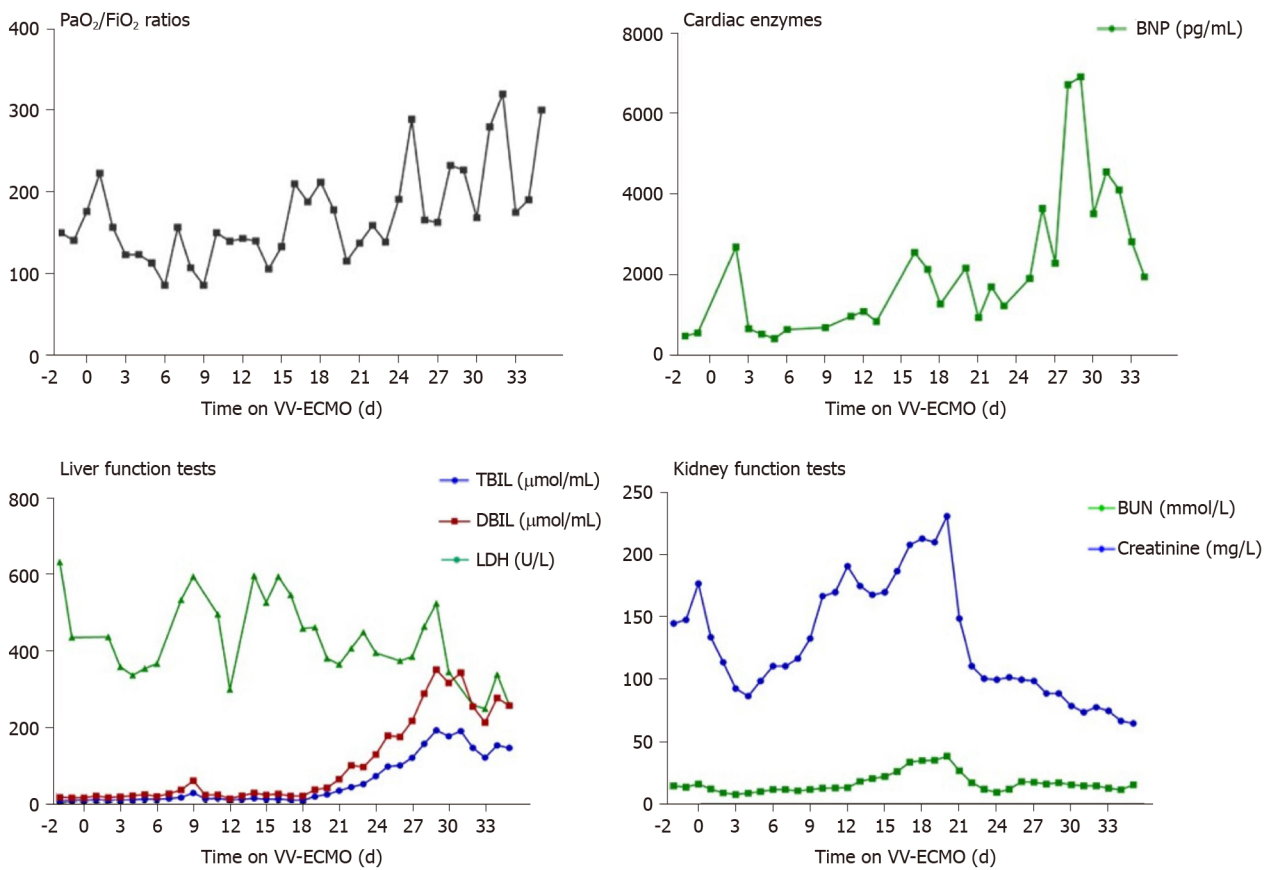 PaO₂/FiO₂ ratios
400
300
200
100
0
-2 0 3 6 9 12 15 18 21 24 27 30 33
Time on VV-ECMO (d)
Cardiac enzymes
BNP (pg/mL)
8000
6000
4000
2000
0
-2 0 3 6 9 12 15 18 21 24 27 30 33
Time on VV-ECMO (d)
Liver function tests
TBIL (μmol/mL)
DBIL (μmol/mL)
LDH (U/L)
800
600
400
200
0
-2 0 3 6 9 12 15 18 21 24 27 30 33
Time on VV-ECMO (d)
Kidney function tests
BUN (mmol/L)
Creatinine (mg/L)
250
200
150
100
50
0
-2 0 3 6 9 12 15 18 21 24 27 30 33
Time on VV-ECMO (d)